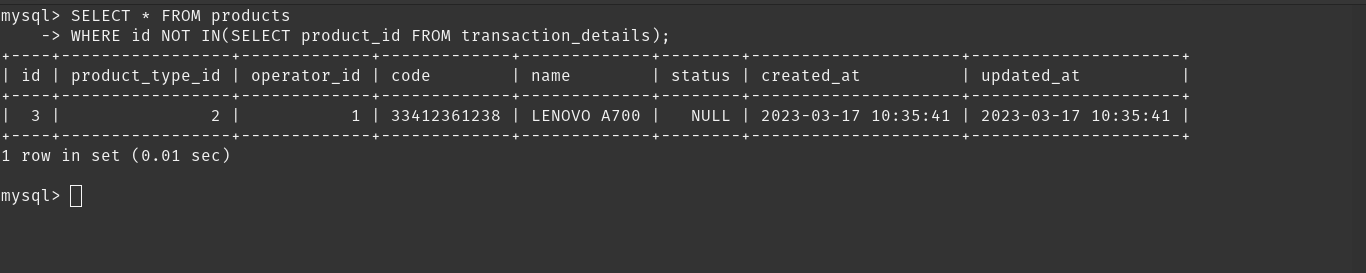 mysql> SELECT * FROM products
    -> WHERE id NOT IN(SELECT product_id FROM transaction_details);
+----+-----------------+-------------+-------------+-------------+--------+---------------------+---------------------+
| id | product_type_id | operator_id | code        | name        | status | created_at          | updated_at          |
+----+-----------------+-------------+-------------+-------------+--------+---------------------+---------------------+
|  3 |               2 |           1 | 33412361238 | LENOVO A700 |   NULL | 2023-03-17 10:35:41 | 2023-03-17 10:35:41 |
+----+-----------------+-------------+-------------+-------------+--------+---------------------+---------------------+
1 row in set (0.01 sec)

mysql>